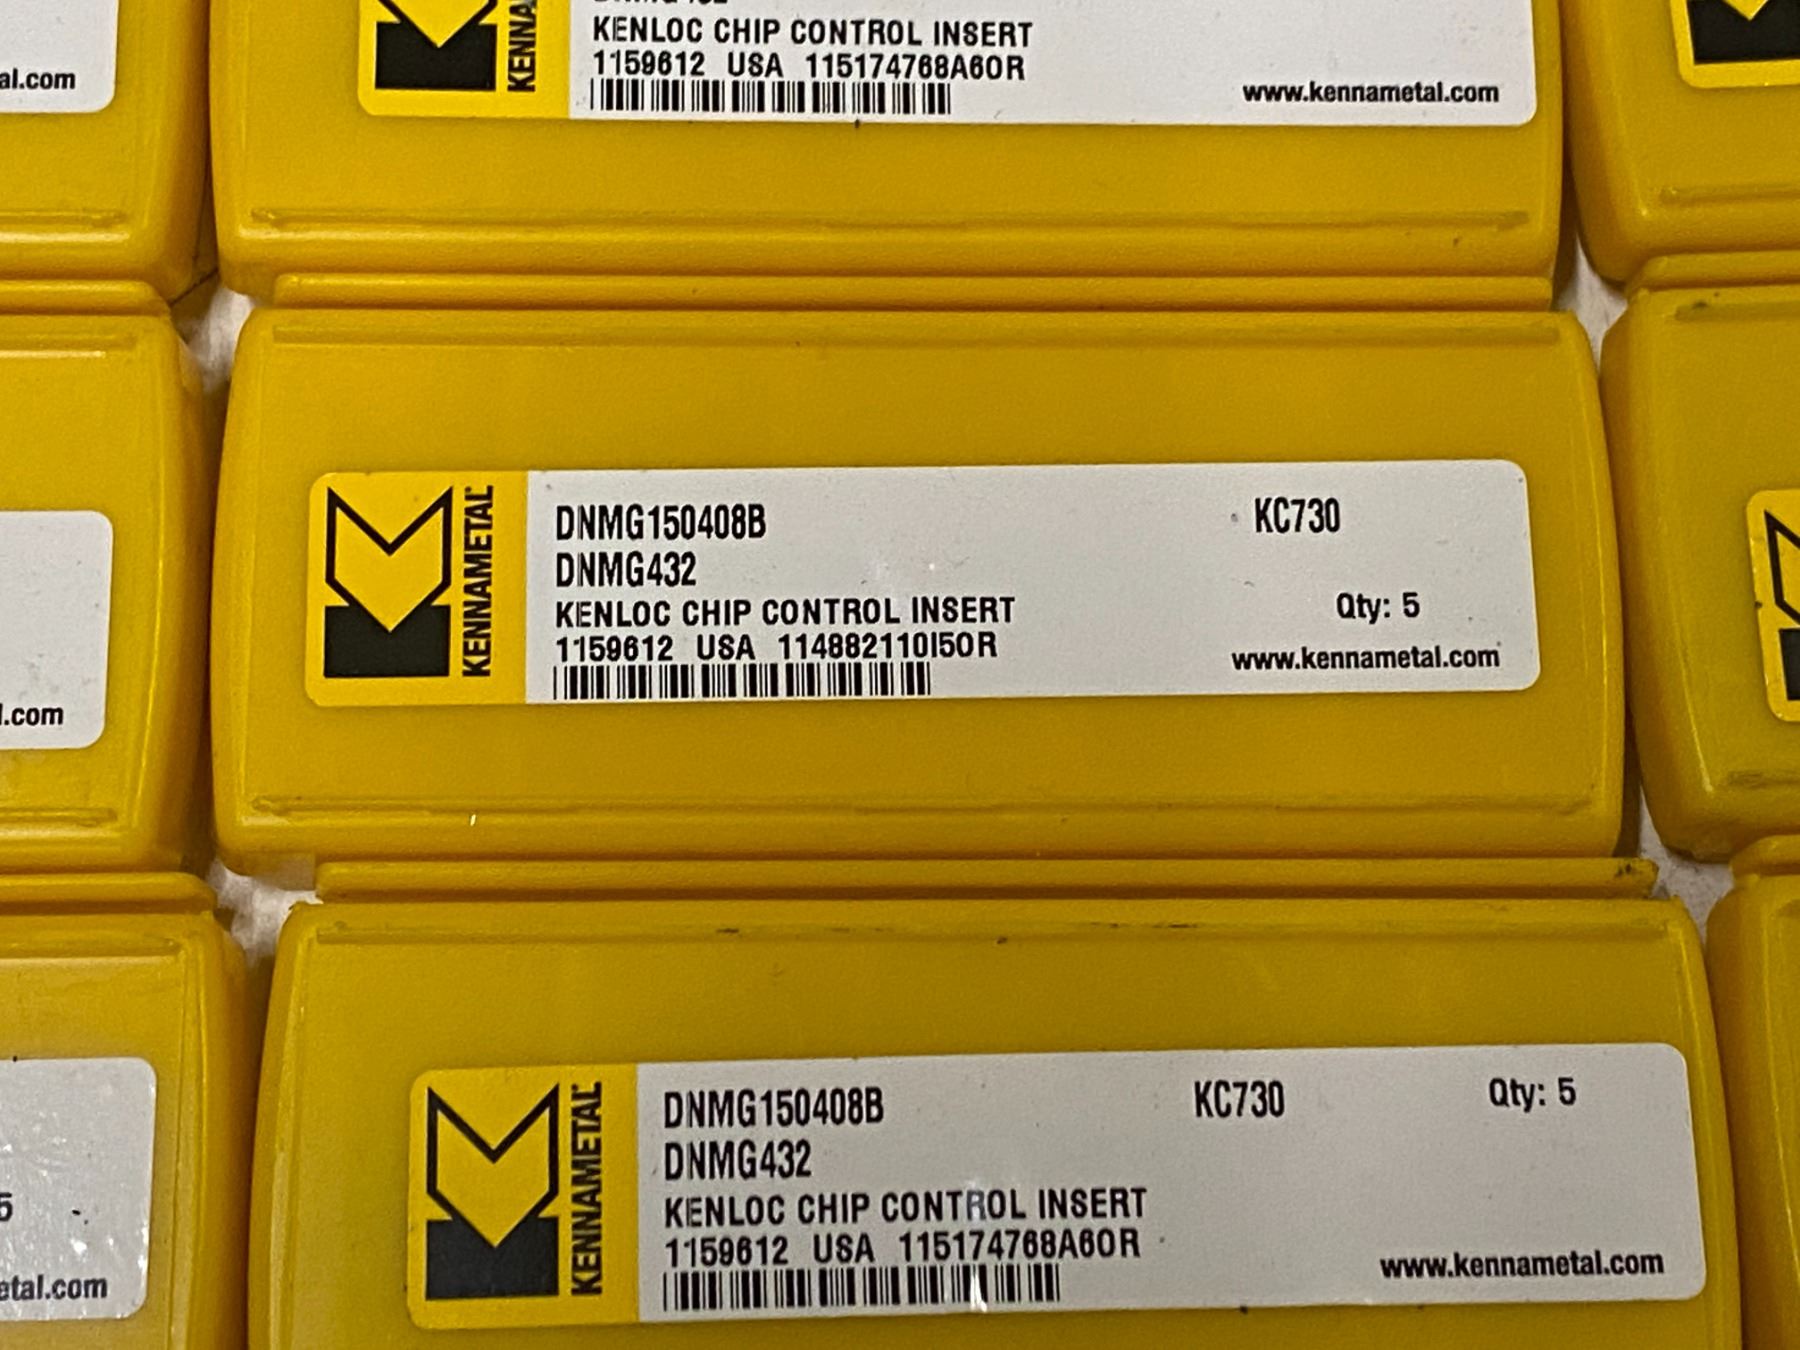 al.com
KENLOC CHIP CONTROL INSERT
1159612 USA 115174768A60R
www.kennametal.com
KENNAMETAL
DNMG150408B KC730
DNMG432
KENLOC CHIP CONTROL INSERT Qty: 5
1159612 USA 114882110I50R
www.kennametal.com
l.com
KENNAMETAL
DNMG150408B KC730 Qty: 5
DNMG432
KENLOC CHIP CONTROL INSERT
1159612 USA 115174768A60R
www.kennametal.com
5
etal.com